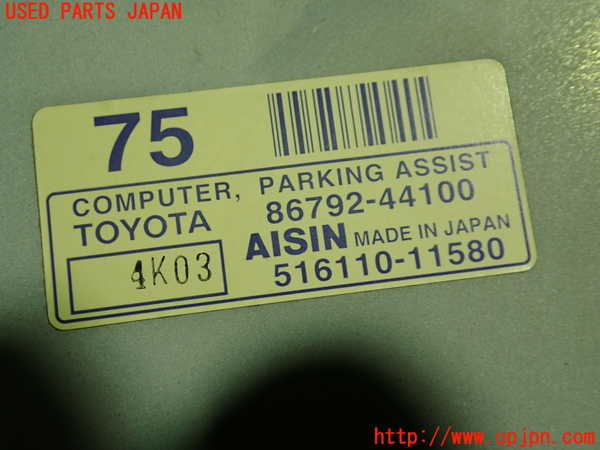 USED PARTS JAPAN
75
COMPUTER, PARKING ASSIST
TOYOTA 86792-44100
AISIN MADE IN JAPAN
4K03 516110-11580
http://www.upjpn.com/